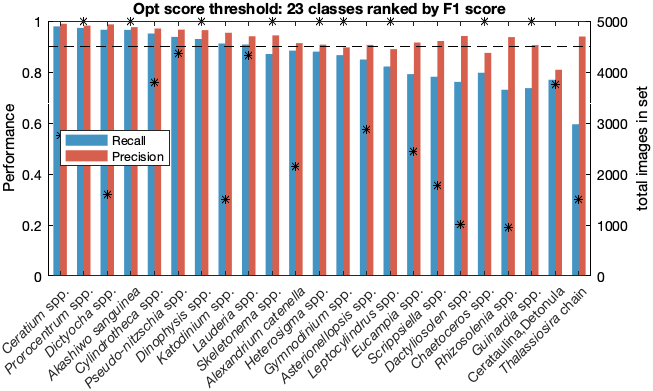 Opt score threshold: 23 classes ranked by F1 score
Performance
1
0.8
0.6
0.4
0.2
0
5000
4000
3000
2000
1000
0
total images in set
Recall
Precision
Ceratium spp.
Prorocentrum spp.
Dictyocha spp.
Akashiwo sanguinea
Cylindrotheca spp.
Pseudo-nitzschia spp.
Dinophysis spp.
Katodinium spp.
Lauderia spp.
Skeletonema spp.
Alexandrium catenella
Heterosigma spp.
Gymnodinium spp.
Asterionellopsis spp.
Leptocylindrus spp.
Eucampia spp.
Scrippsiella spp.
Dactyliosolen spp.
Chaetoceros spp.
Rhizosolenia spp.
Guinardia spp.
Cerataulina,Detonula
Thalassiosira chain